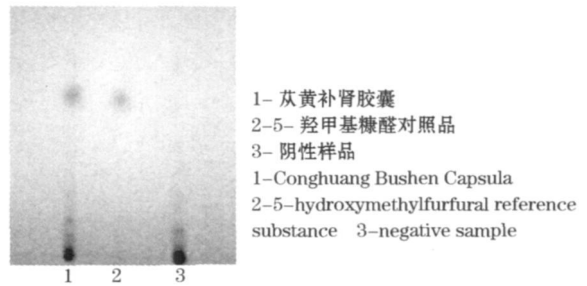 1- 苁黄补肾胶囊
2-5- 羟甲基糠醛对照品
3- 阴性样品
1-Conghuang Bushen Capsula
2-5-hydroxymethylfurfural reference
substance 3-negative sample
1 2 3